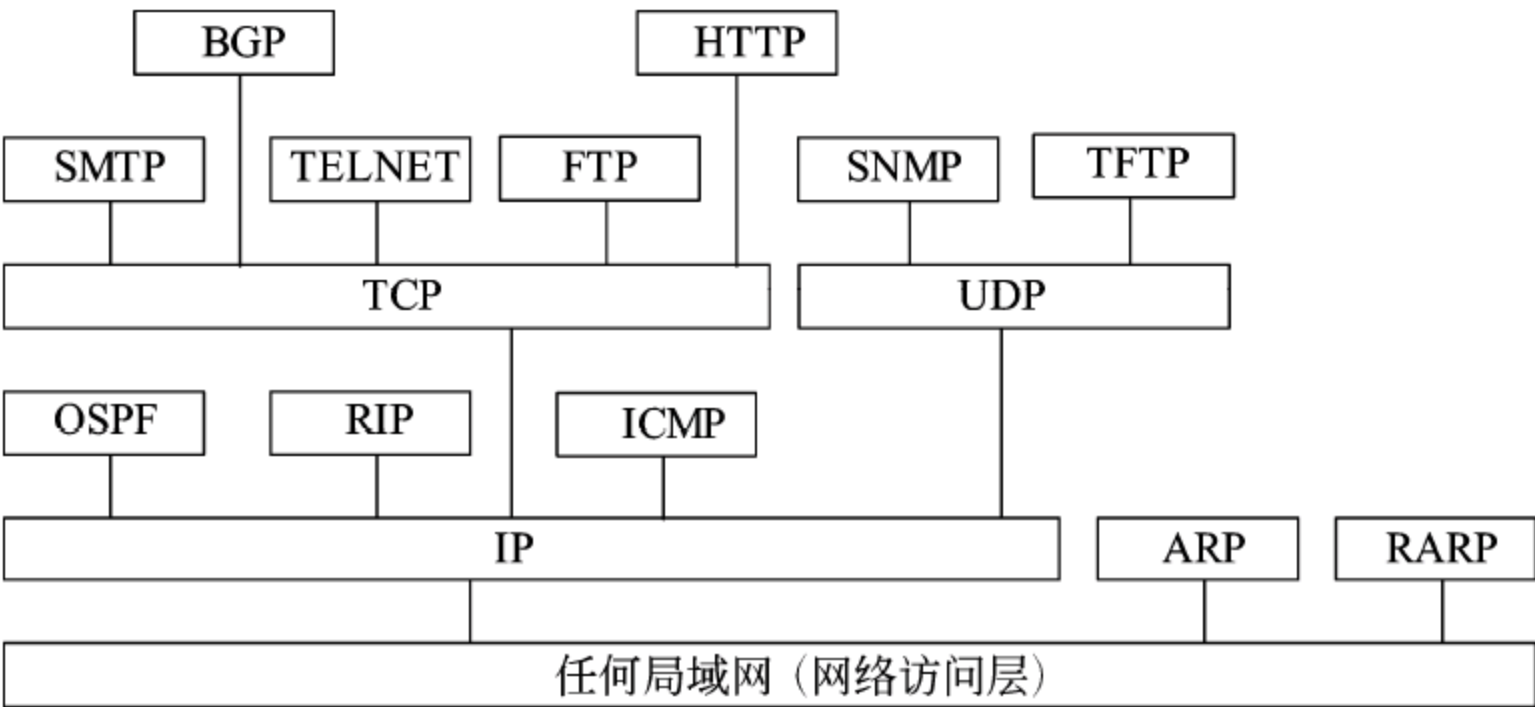 BGP
HTTP
SMTP
TELNET
FTP
SNMP
TFTP
TCP
UDP
OSPF
RIP
ICMP
IP
ARP
RARP
任何局域网（网络访问层）